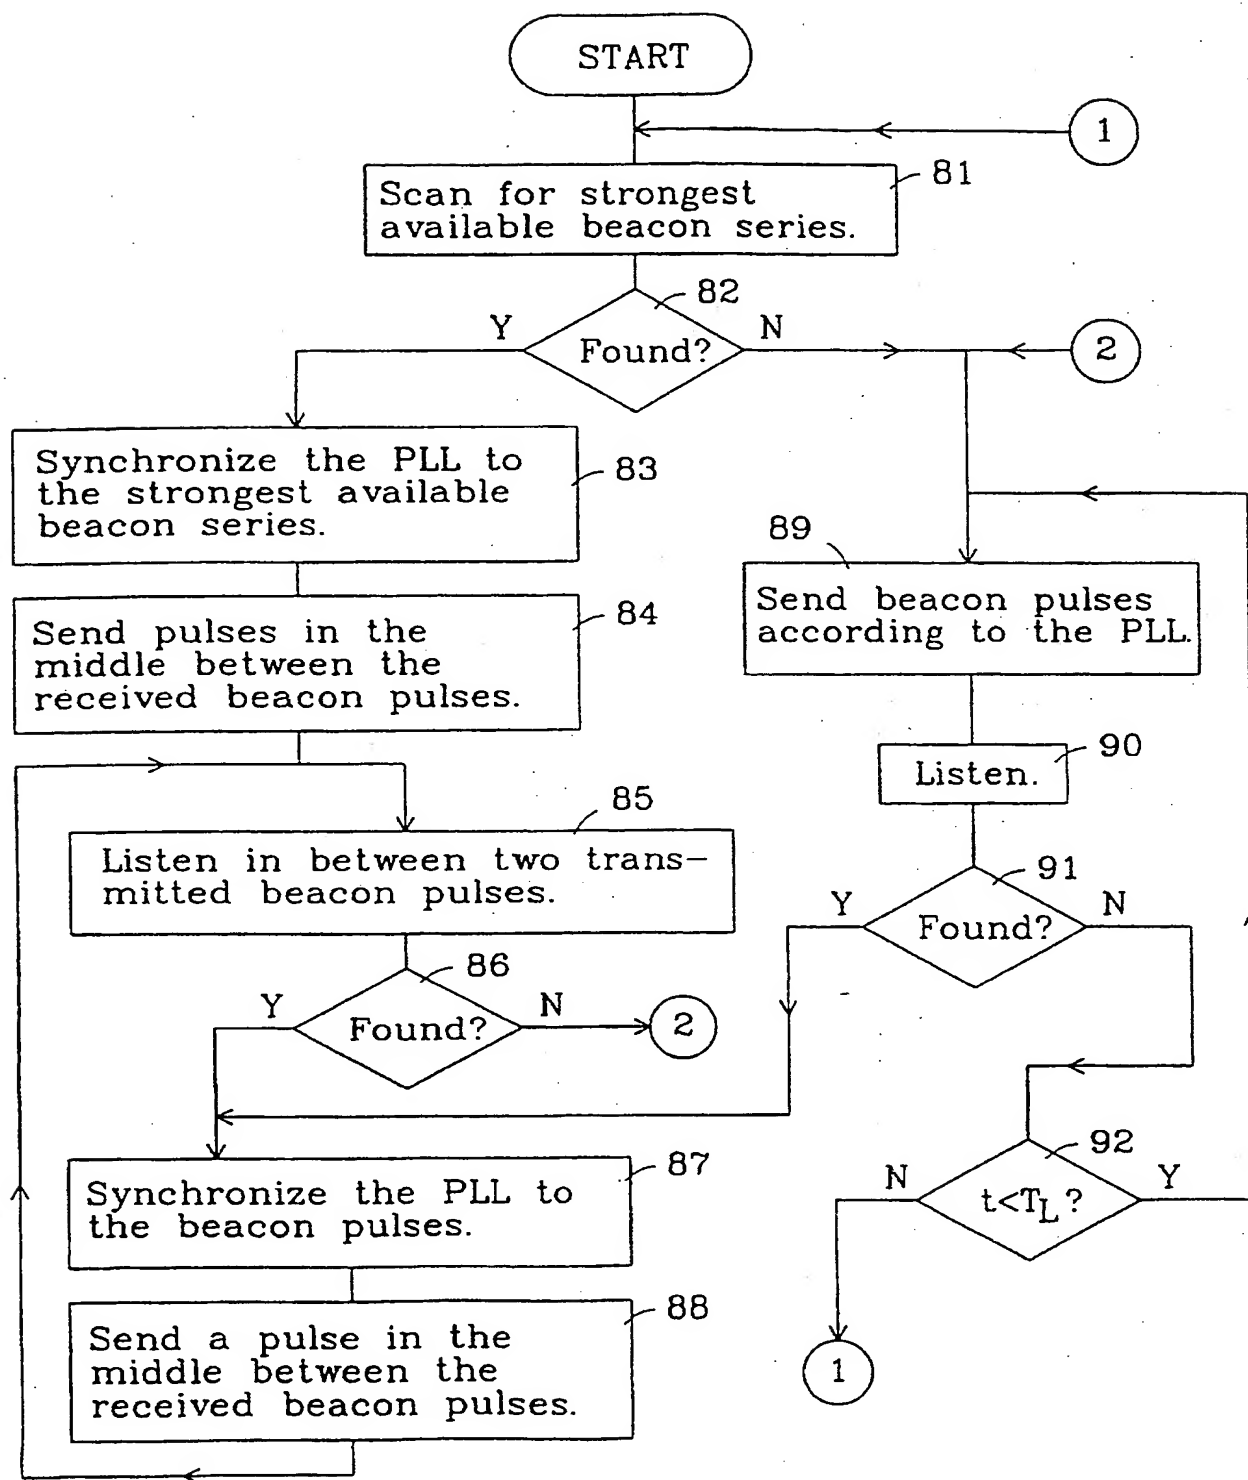 START
1
81
Scan for strongest
available beacon series.
82
Y
N
Found?
2
Synchronize the PLL to
the strongest available
beacon series.
83
89
Send beacon pulses
according to the PLL.
84
Send pulses in the
middle between the
received beacon pulses.
90
Listen.
85
Listen in between two trans-
mitted beacon pulses.
91
Y
N
Found?
86
Y
N
Found?
2
92
N
Y
t<TL?
87
Synchronize the PLL to
the beacon pulses.
88
Send a pulse in the
middle between the
received beacon pulses.
1